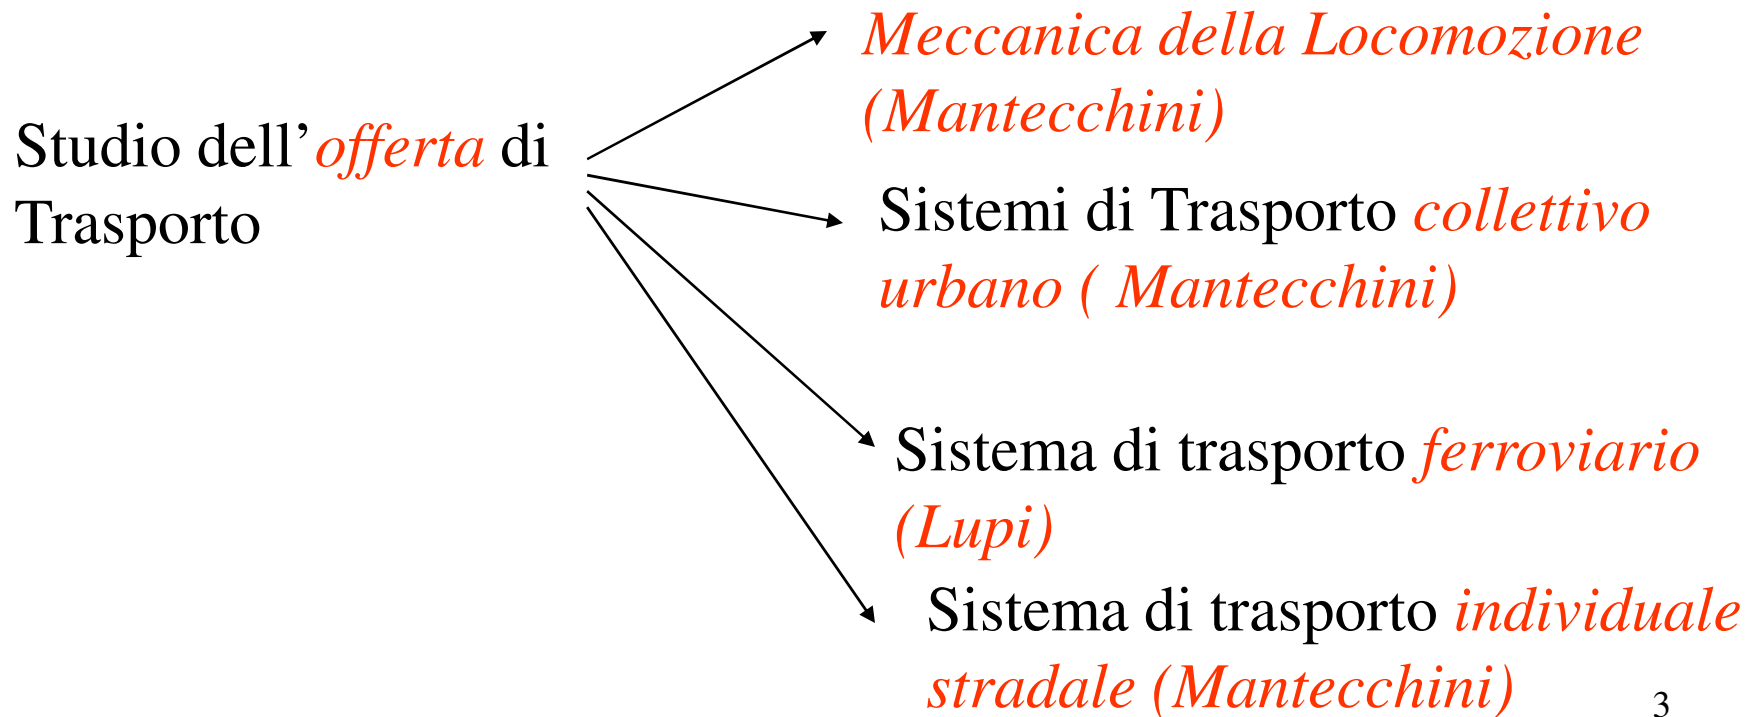 Studio dell’offerta di
Trasporto
Meccanica della Locomozione
(Mantecchini)
Sistemi di Trasporto collettivo
urbano ( Mantecchini)
Sistema di trasporto ferroviario
(Lupi)
Sistema di trasporto individuale
stradale (Mantecchini)
3